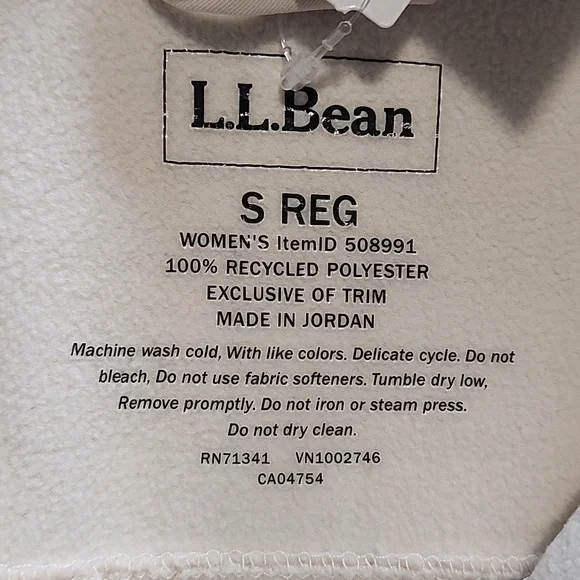 L.L.Bean
S REG
WOMEN'S ItemID 508991
100% RECYCLED POLYESTER
EXCLUSIVE OF TRIM
MADE IN JORDAN
Machine wash cold, With like colors. Delicate cycle. Do not
bleach, Do not use fabric softeners. Tumble dry low,
Remove promptly. Do not iron or steam press.
Do not dry clean.
RN71341 VN1002746
CA04754